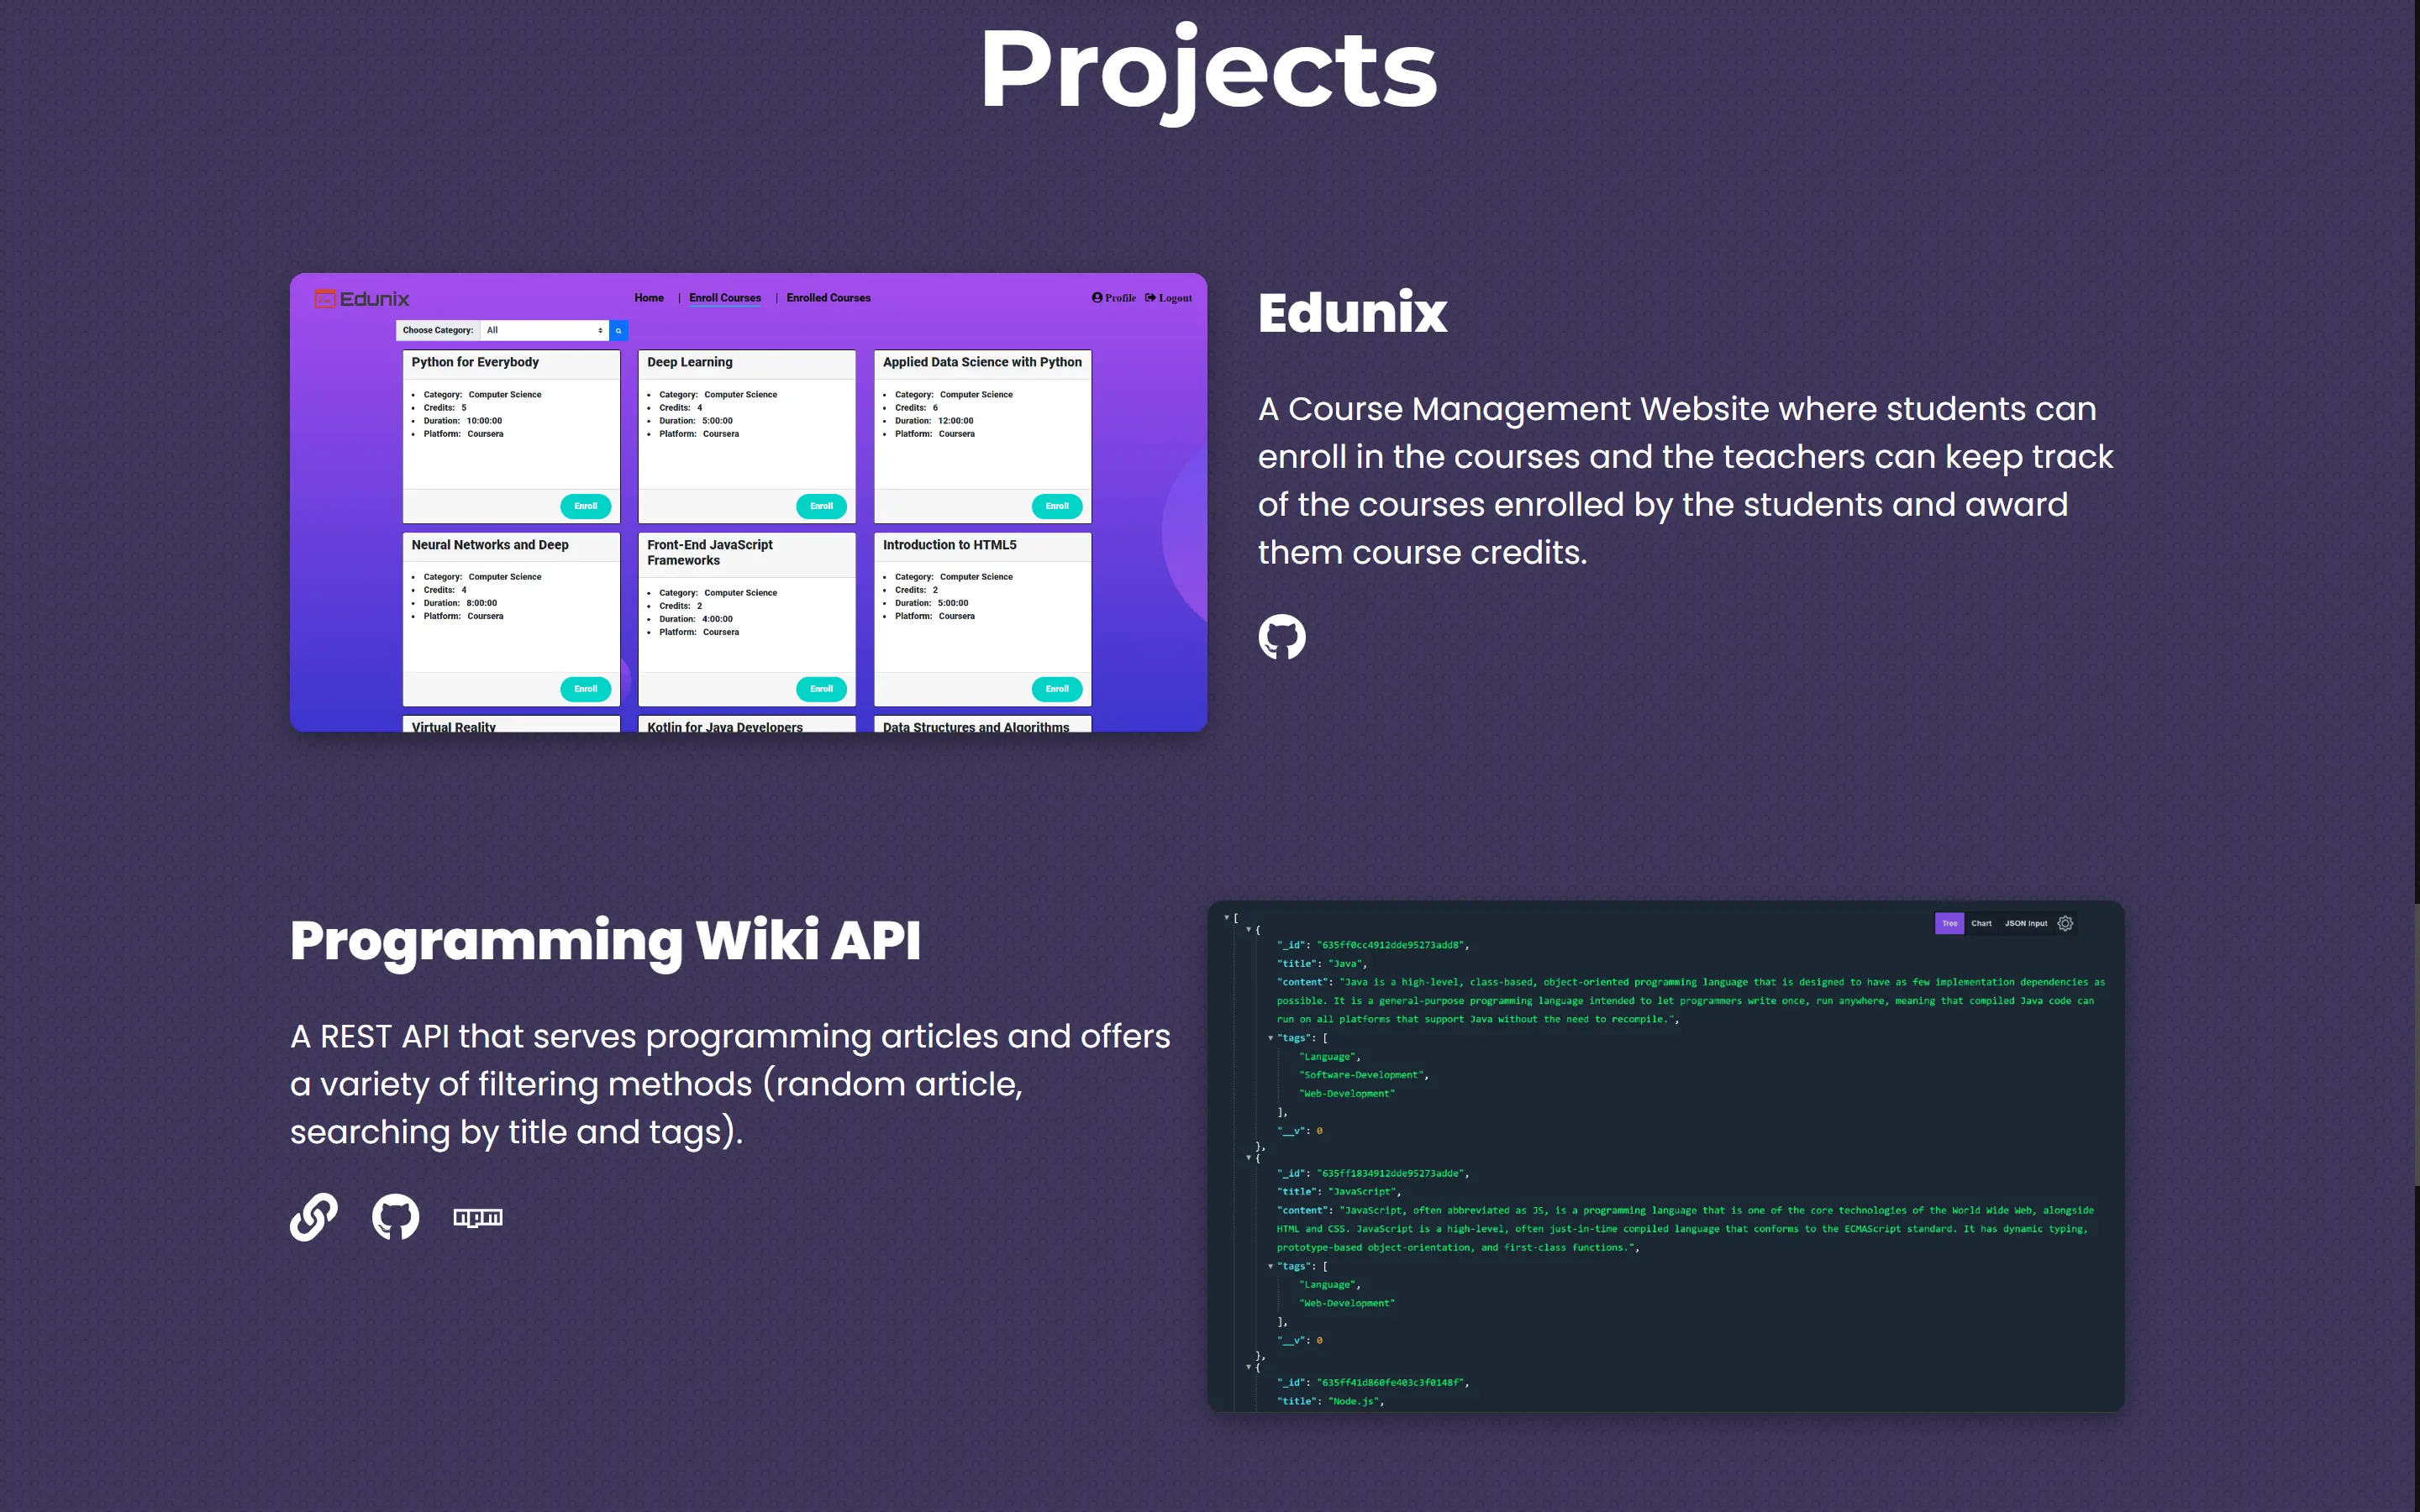 Projects
Edunix
Home | Enroll Courses | Enrolled Courses
Profile Logout
Choose Category: All
Python for Everybody
Category: Computer Science
Credits: 5
Duration: 10:00:00
Platform: Coursera
Enroll
Deep Learning
Category: Computer Science
Credits: 4
Duration: 5:00:00
Platform: Coursera
Enroll
Applied Data Science with Python
Category: Computer Science
Credits: 6
Duration: 12:00:00
Platform: Coursera
Enroll
Neural Networks and Deep
Category: Computer Science
Credits: 4
Duration: 8:00:00
Platform: Coursera
Enroll
Front-End JavaScript
Frameworks
Category: Computer Science
Credits: 2
Duration: 4:00:00
Platform: Coursera
Enroll
Introduction to HTML5
Category: Computer Science
Credits: 2
Duration: 5:00:00
Platform: Coursera
Enroll
Virtual Reality
Kotlin for Java Developers
Data Structures and Algorithms
Edunix
A Course Management Website where students can
enroll in the courses and the teachers can keep track
of the courses enrolled by the students and award
them course credits.
Programming Wiki API
A REST API that serves programming articles and offers
a variety of filtering methods (random article,
searching by title and tags).
npm
Tree Chart JSON Input
[
{
"_id": "635ff0cc4912dde95273add8",
"title": "Java",
"content": "Java is a high-level, class-based, object-oriented programming language that is designed to have as few implementation dependencies as
possible. It is a general-purpose programming language intended to let programmers write once, run anywhere, meaning that compiled Java code can
run on all platforms that support Java without the need to recompile.",
"tags": [
"Language",
"Software-Development",
"Web-Development"
],
"__v": 0
},
{
"_id": "635ff1834912dde95273adde",
"title": "JavaScript",
"content": "JavaScript, often abbreviated as JS, is a programming language that is one of the core technologies of the World Wide Web, alongside
HTML and CSS. JavaScript is a high-level, often just-in-time compiled language that conforms to the ECMAScript standard. It has dynamic typing,
prototype-based object-orientation, and first-class functions.",
"tags": [
"Language",
"Web-Development"
],
"__v": 0
},
{
"_id": "635ff41d860fe403c3f0148f",
"title": "Node.js",